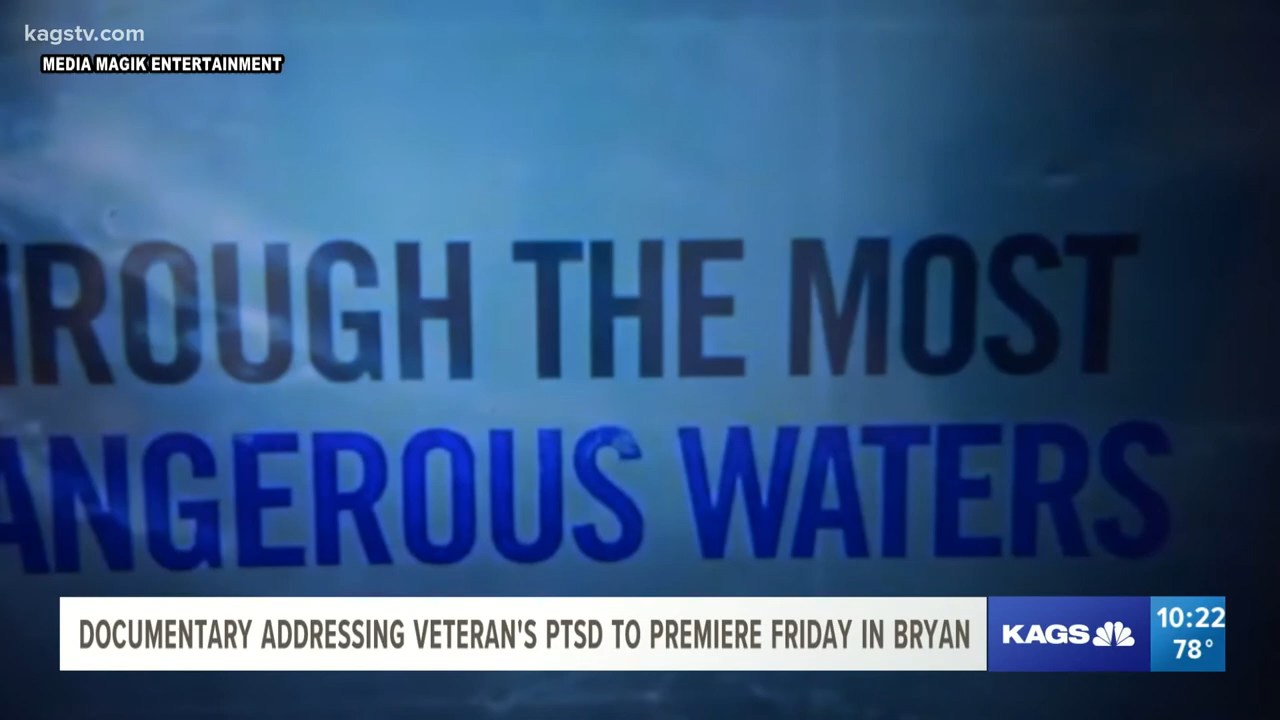 kagstv.com
MEDIA MAGIK ENTERTAINMENT
HROUGH THE MOST
ANGEROUS WATERS
DOCUMENTARY ADDRESSING VETERAN'S PTSD TO PREMIERE FRIDAY IN BRYAN
KAGS
10:22
78°